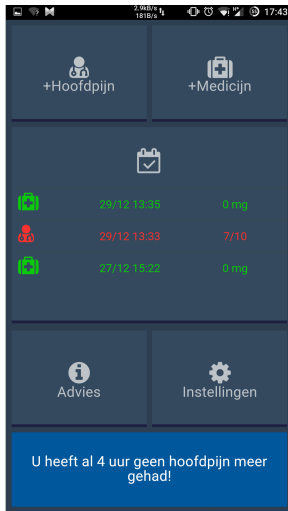 2.9kB/s
181B/s
17:43
+Hoofdpijn
+Medicijn
29/12 13:35 0 mg
29/12 13:33 7/10
27/12 15:22 0 mg
Advies
Instellingen
U heeft al 4 uur geen hoofdpijn meer
gehad!